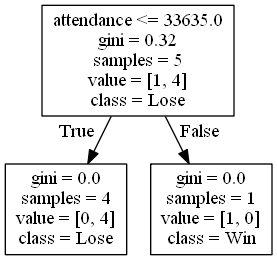 attendance <= 33635.0
gini = 0.32
samples = 5
value = [1, 4]
class = Lose
True
False
gini = 0.0
samples = 4
value = [0, 4]
class = Lose
gini = 0.0
samples = 1
value = [1, 0]
class = Win